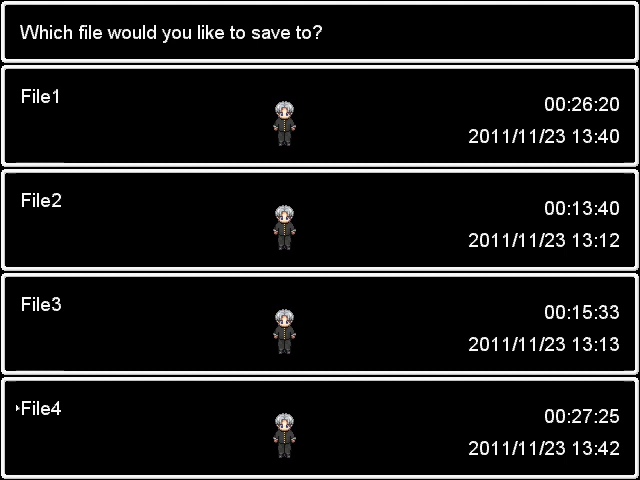 Which file would you like to save to?
File1
00:26:20
2011/11/23 13:40
File2
00:13:40
2011/11/23 13:12
File3
00:15:33
2011/11/23 13:13
File4
00:27:25
2011/11/23 13:42